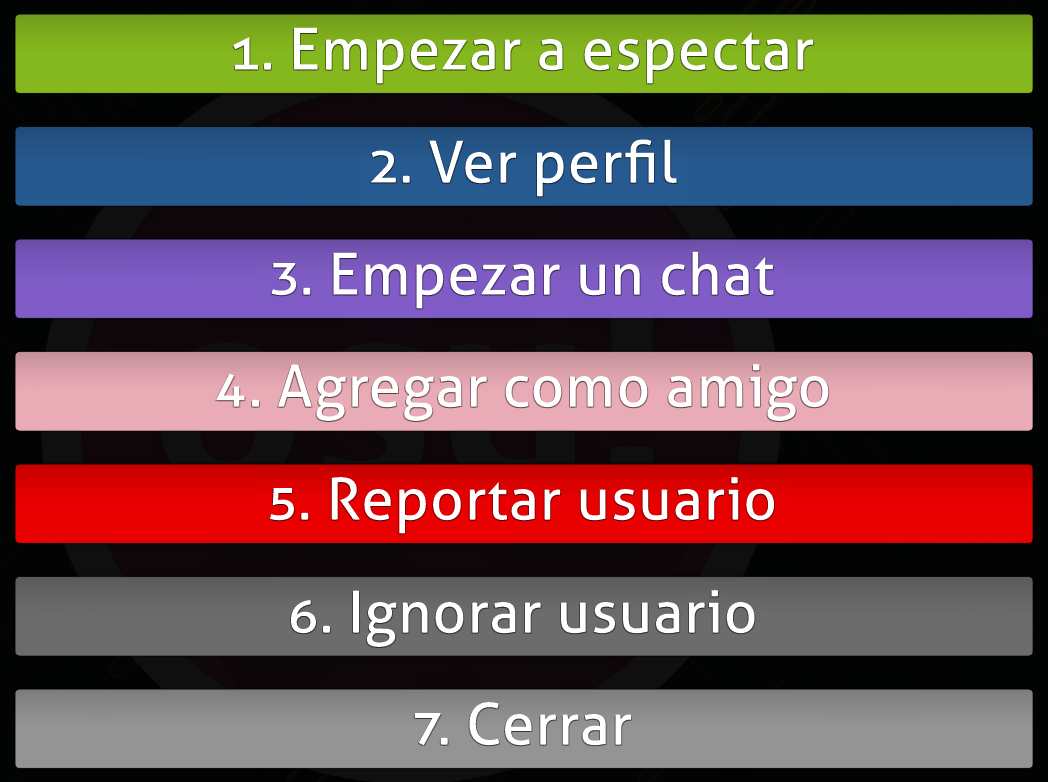 1. Empezar a espectar
2. Ver perfil
3. Empezar un chat
4. Agregar como amigo
osu!
5. Reportar usuario
6. Ignorar usuario
7. Cerrar